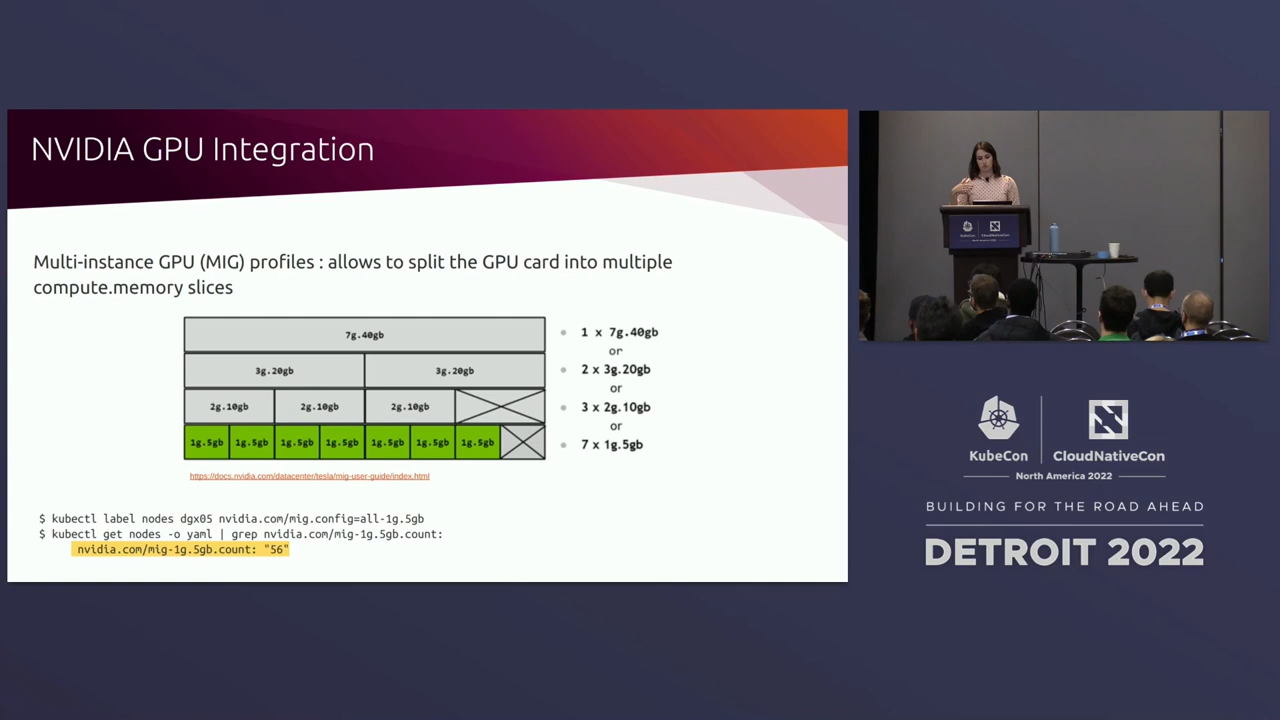 NVIDIA GPU Integration
Multi-instance GPU (MIG) profiles : allows to split the GPU card into multiple
compute.memory slices
7g.40gb
3g.20gb 3g.20gb
2g.10gb 2g.10gb 2g.10gb
1g.5gb 1g.5gb 1g.5gb 1g.5gb 1g.5gb 1g.5gb 1g.5gb
1 x 7g.40gb
or
2 x 3g.20gb
or
3 x 2g.10gb
or
7 x 1g.5gb
https://docs.nvidia.com/datacenter/tesla/mig-user-guide/index.html
$ kubectl label nodes dgx05 nvidia.com/mig.config=all-1g.5gb
$ kubectl get nodes -o yaml | grep nvidia.com/mig-1g.5gb.count:
nvidia.com/mig-1g.5gb.count: "56"
KubeCon CloudNativeCon
KubeCon CloudNativeCon
North America 2022
BUILDING FOR THE ROAD AHEAD
DETROIT 2022